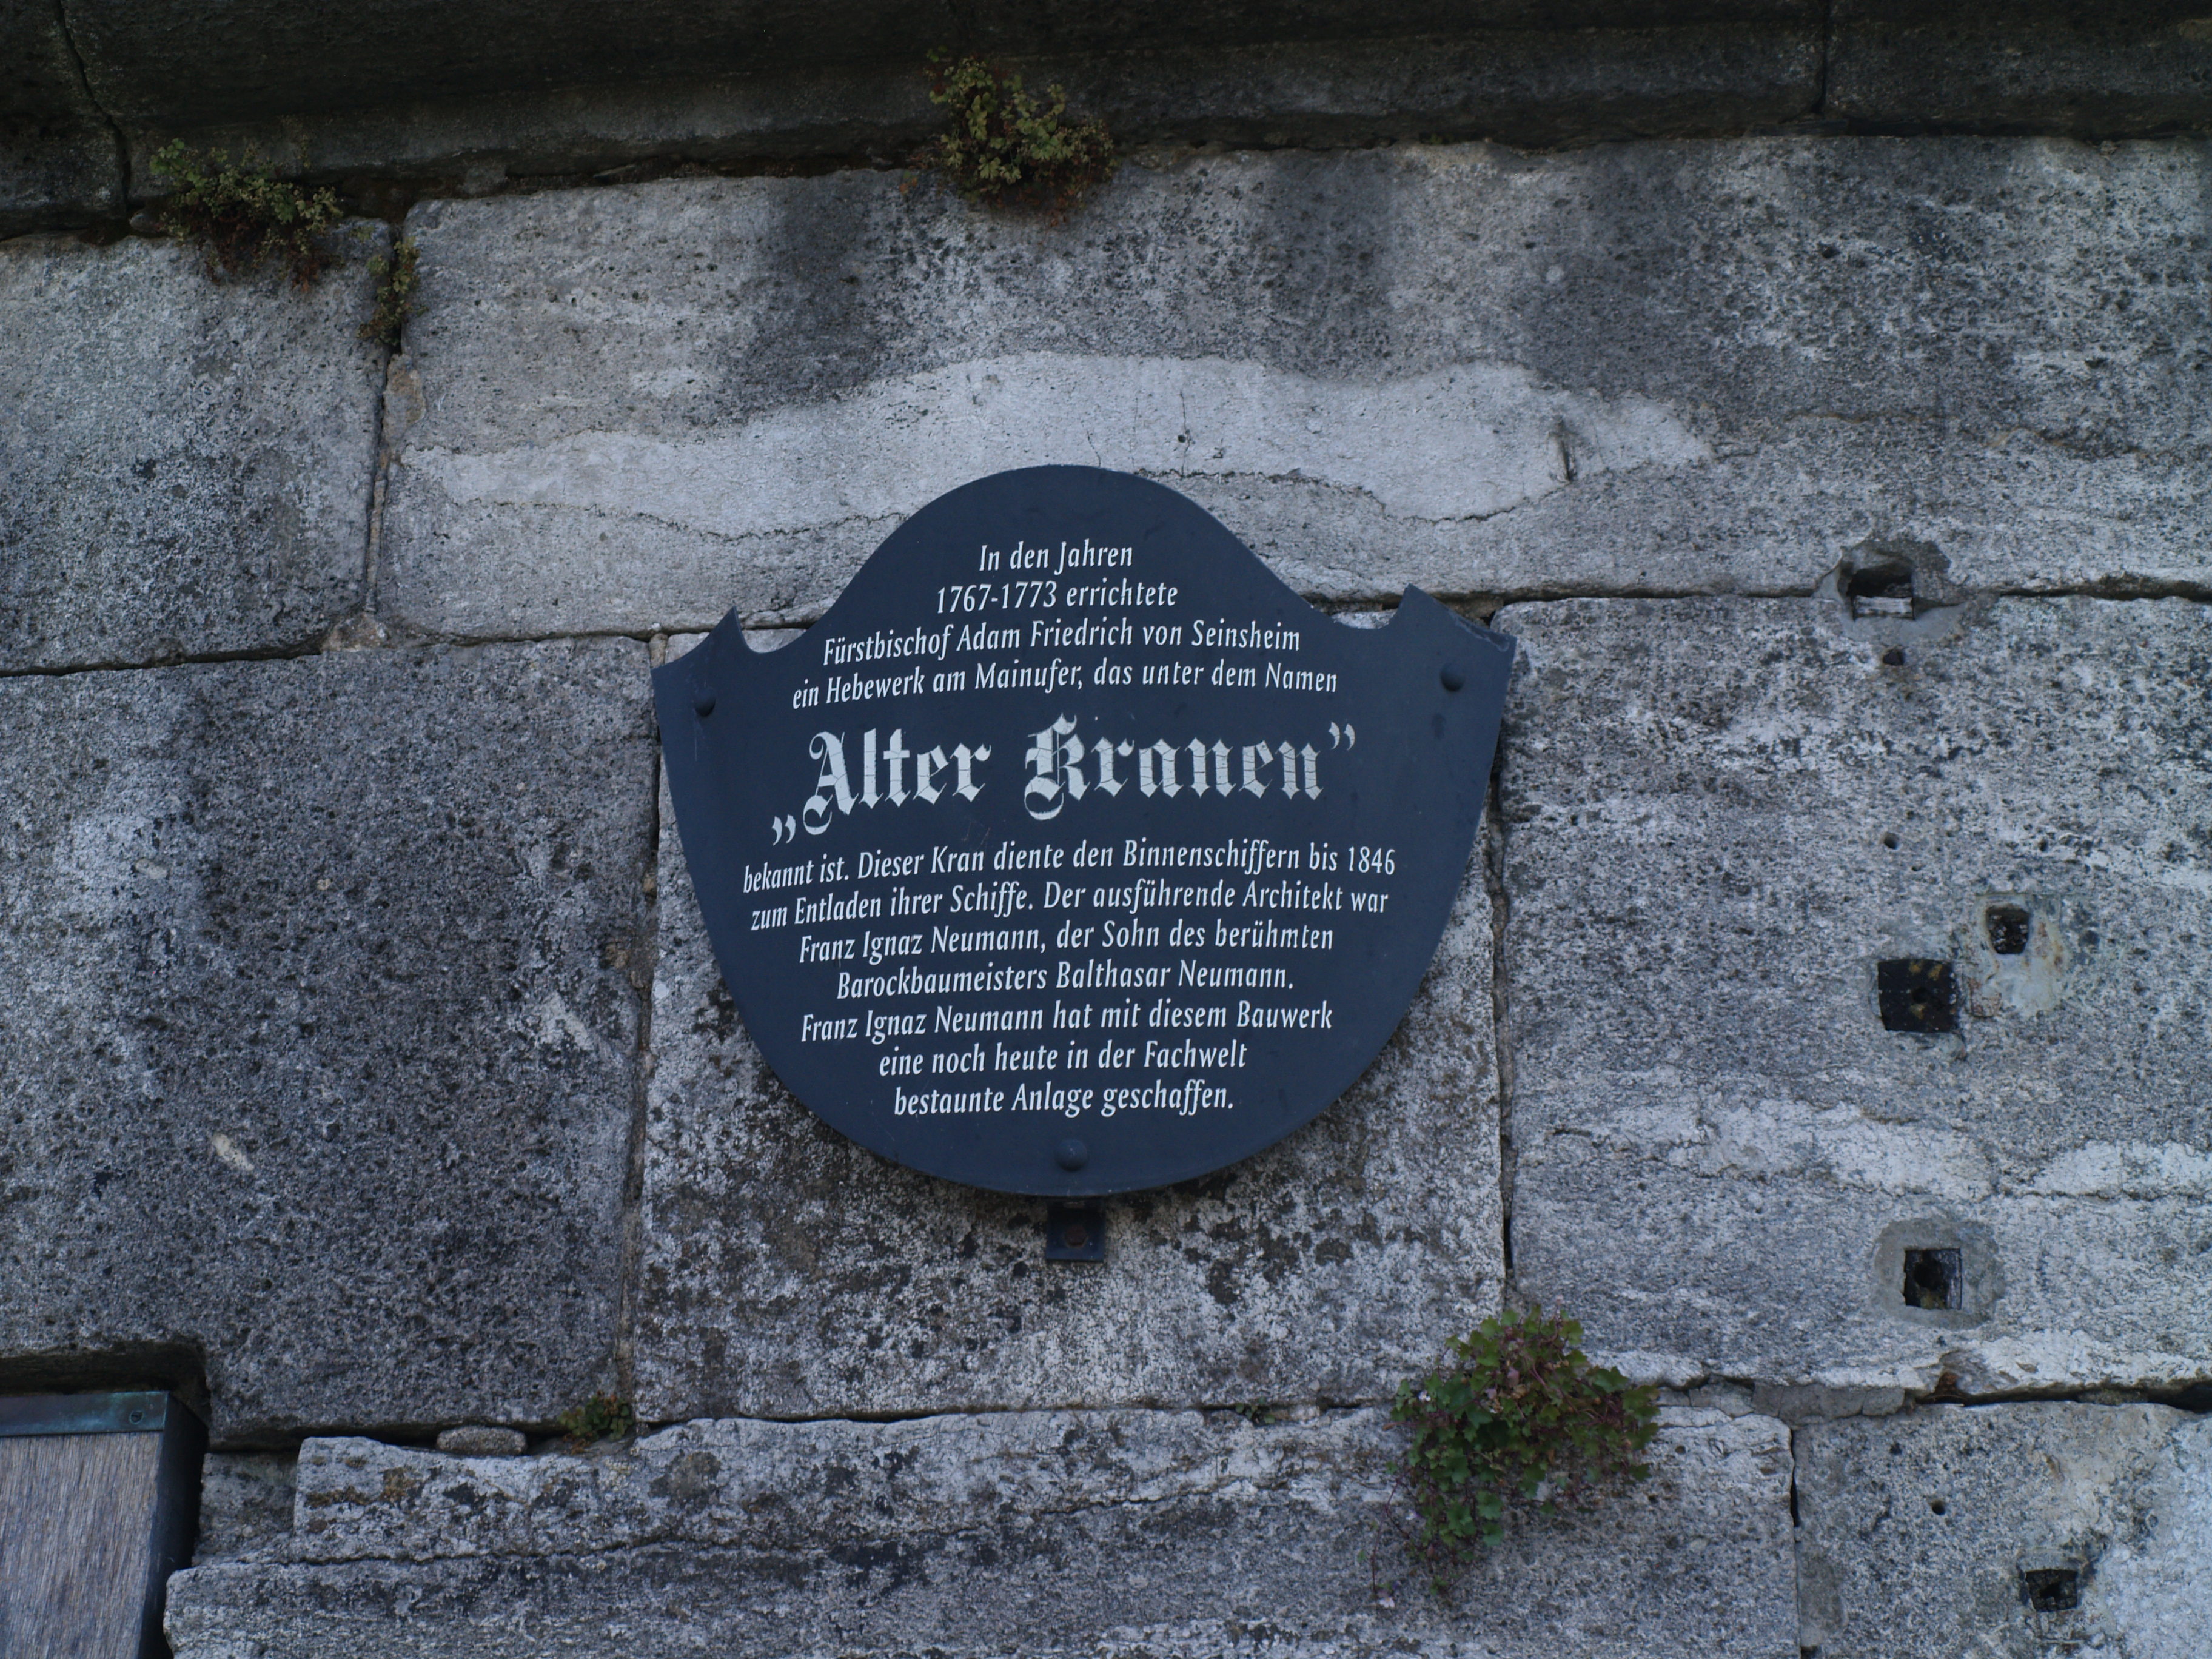 In den Jahren
1767-1773 errichtete
Fürstbischof Adam Friedrich von Seinsheim
ein Hebewerk am Mainufer, das unter dem Namen
„Alter Kranen”
bekannt ist. Dieser Kran diente den Binnenschiffern bis 1846
zum Entladen ihrer Schiffe. Der ausführende Architekt war
Franz Ignaz Neumann, der Sohn des berühmten
Barockbaumeisters Balthasar Neumann.
Franz Ignaz Neumann hat mit diesem Bauwerk
eine noch heute in der Fachwelt
bestaunte Anlage geschaffen.